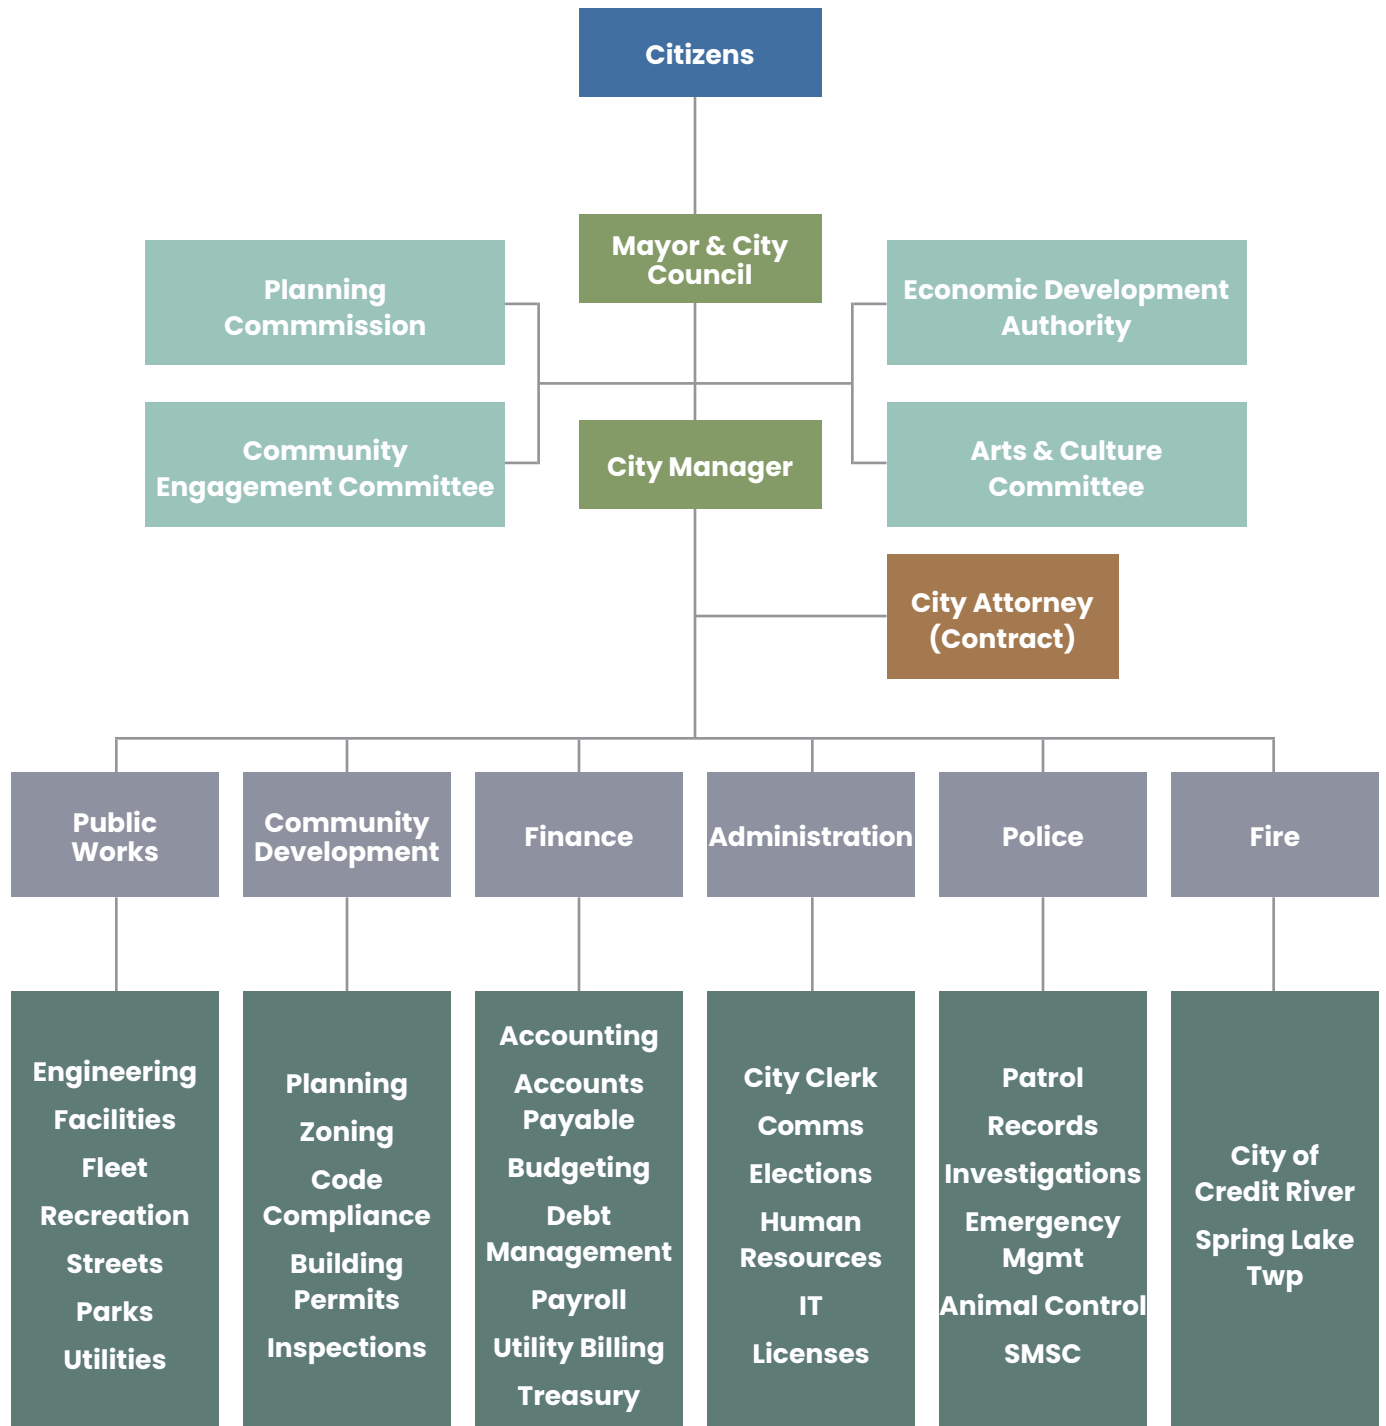 Citizens
Mayor & City
Council
Planning
Commmission
Economic Development
Authority
Community
Engagement Committee
City Manager
Arts & Culture
Committee
City Attorney
(Contract)
Public
Works
Community
Development
Finance
Administration
Police
Fire
Engineering
Facilities
Fleet
Recreation
Streets
Parks
Utilities
Planning
Zoning
Code
Compliance
Building
Permits
Inspections
Accounting
Accounts
Payable
Budgeting
Debt
Management
Payroll
Utility Billing
Treasury
City Clerk
Comms
Elections
Human
Resources
IT
Licenses
Patrol
Records
Investigations
Emergency
Mgmt
Animal Control
SMSC
City of
Credit River
Spring Lake
Twp